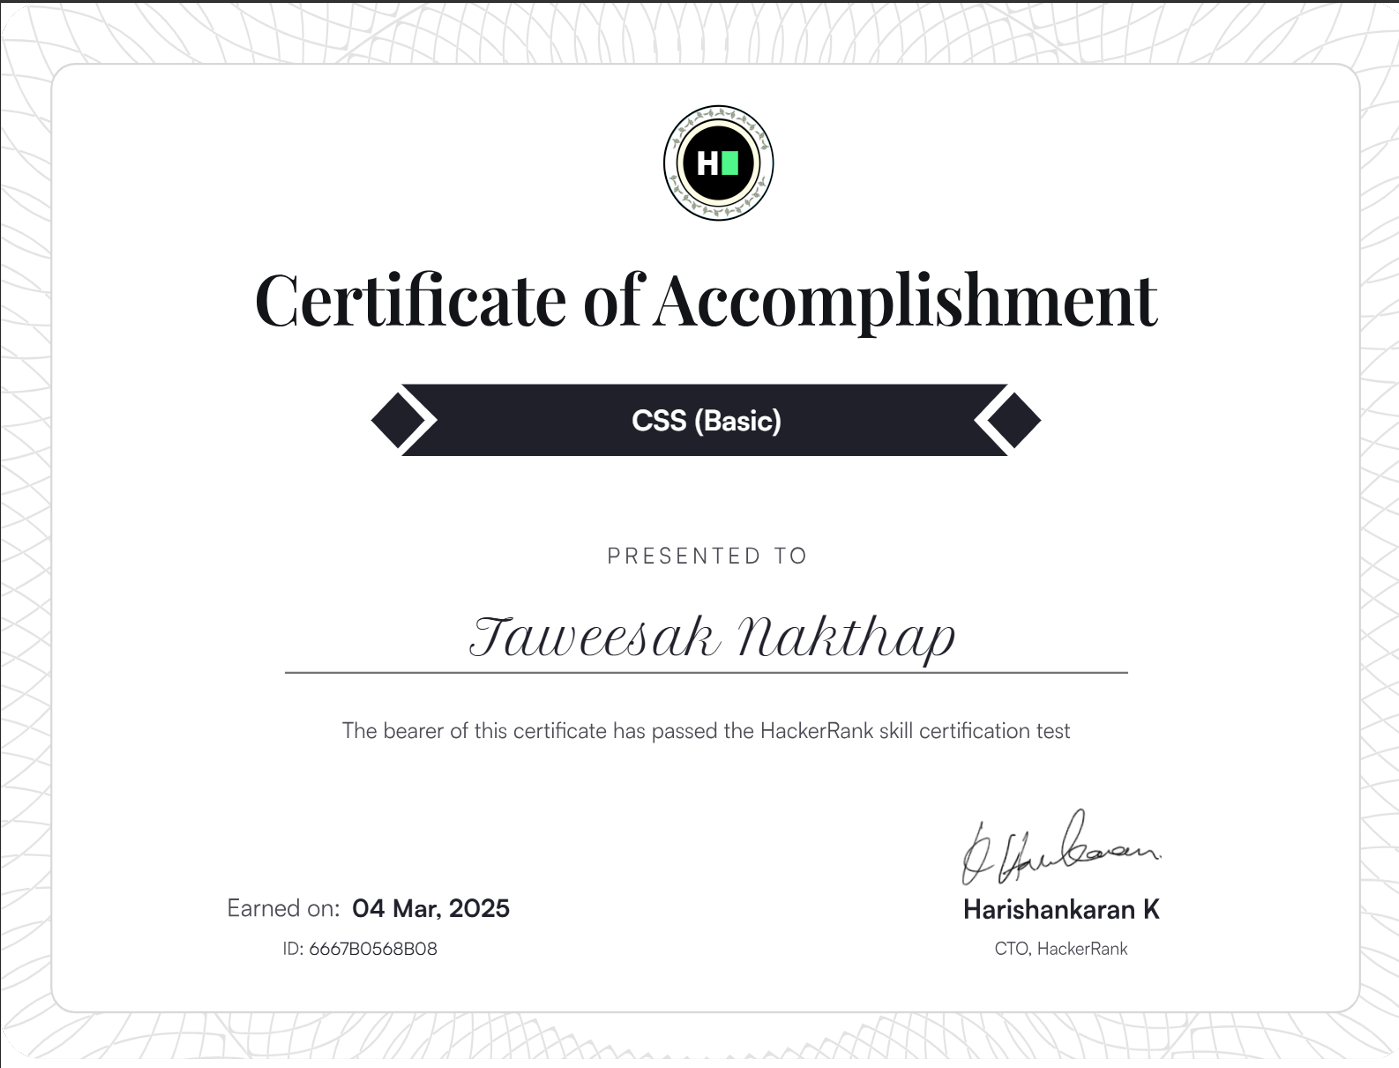 H
Certificate of Accomplishment
CSS (Basic)
PRESENTED TO
Taweesak Nakthap
The bearer of this certificate has passed the HackerRank skill certification test
Earned on: 04 Mar, 2025
ID: 6667B0568B08
Harishankaran K
CTO, HackerRank